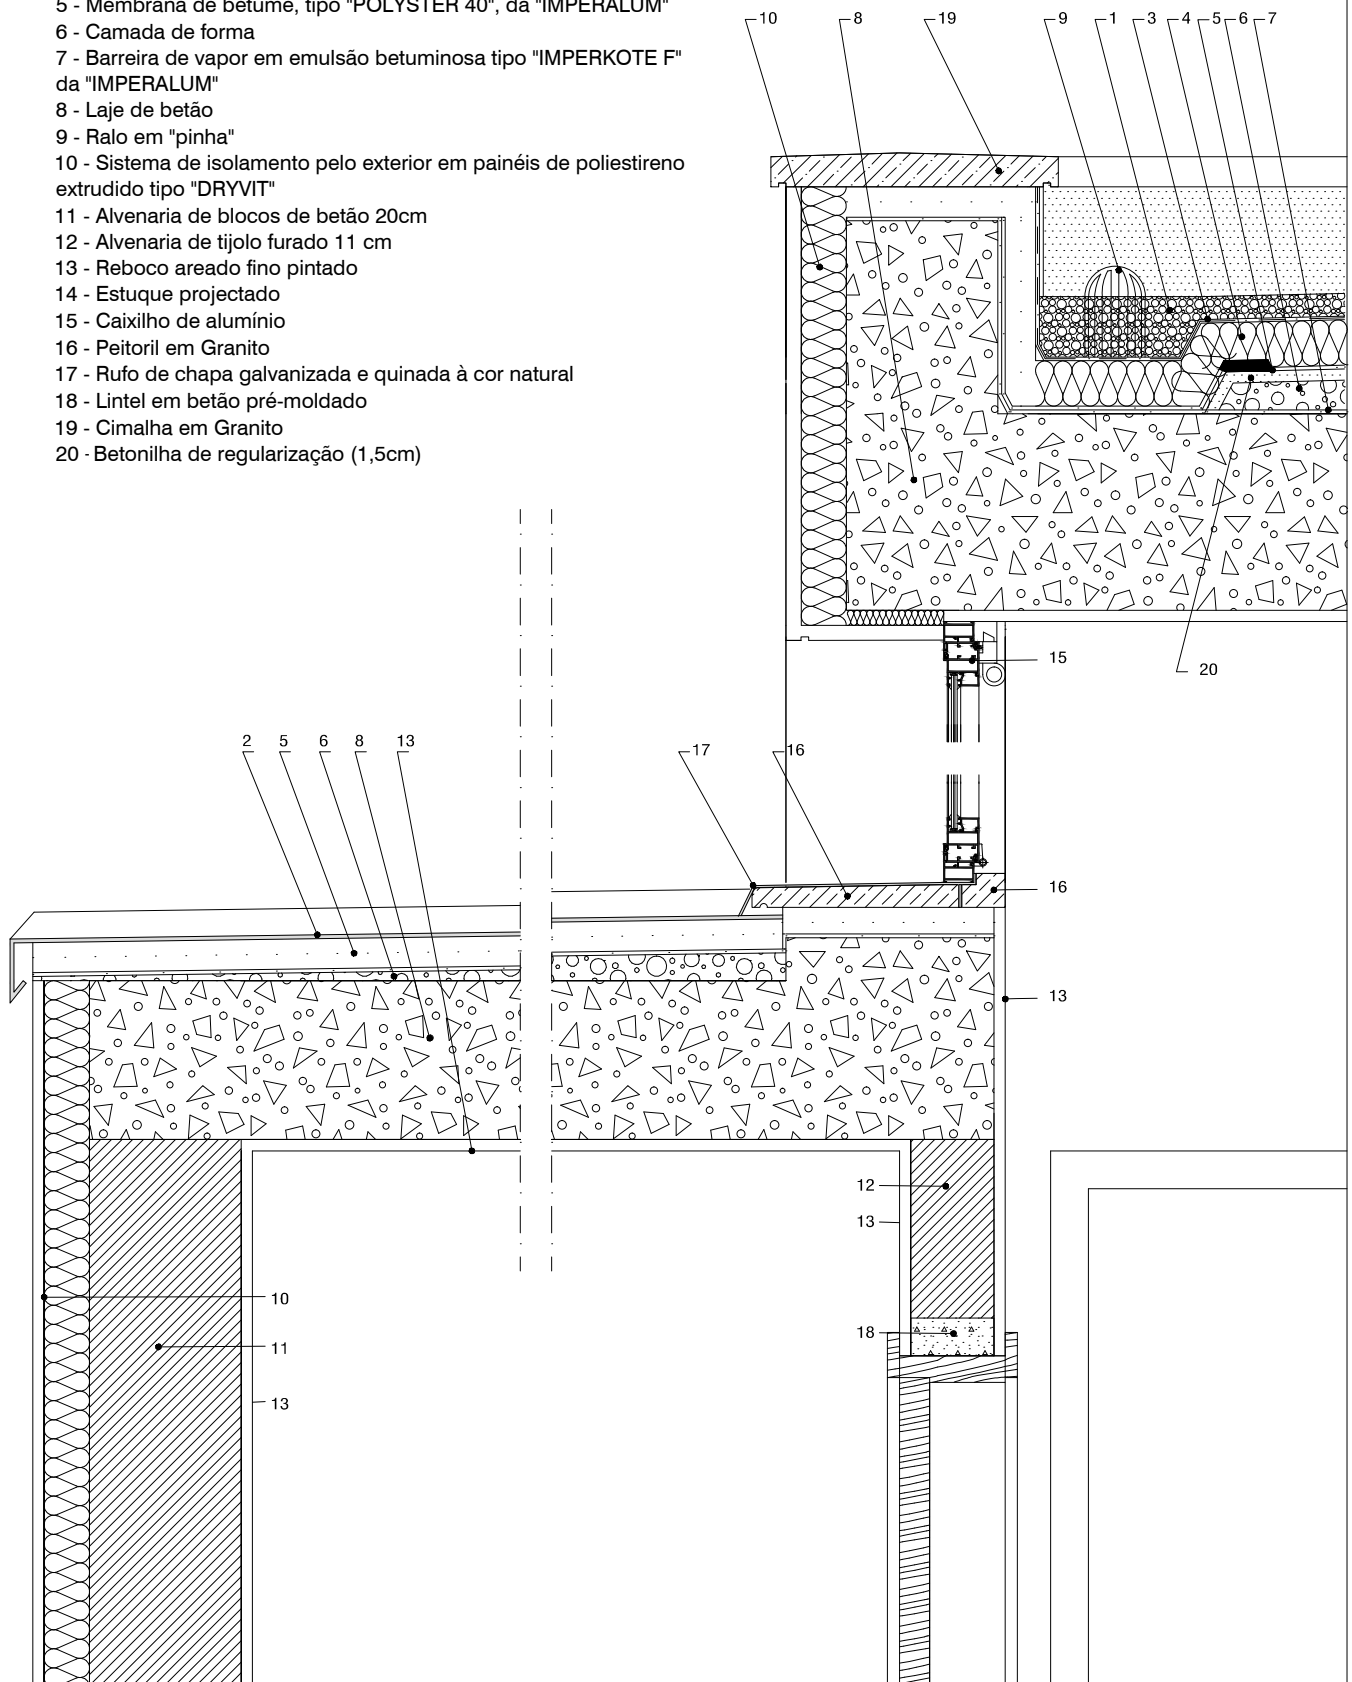 5 - Membrana de betume, tipo "POLYSTER 40", da "IMPERALUM"
6 - Camada de forma
7 - Barreira de vapor em emulsão betuminosa tipo "IMPERKOTE F"
da "IMPERALUM"
8 - Laje de betão
9 - Ralo em "pinha"
10 - Sistema de isolamento pelo exterior em painéis de poliestireno
extrudido tipo "DRYVIT"
11 - Alvenaria de blocos de betão 20cm
12 - Alvenaria de tijolo furado 11 cm
13 - Reboco areado fino pintado
14 - Estuque projectado
15 - Caixilho de alumínio
16 - Peitoril em Granito
17 - Rufo de chapa galvanizada e quinada à cor natural
18 - Lintel em betão pré-moldado
19 - Cimalha em Granito
20 - Betonilha de regularização (1,5cm)
10 8 19 9 1 3 4 5 6 7
15
20
2 5 6 8 13
17 16
16
13
12
13
10
18
11
13